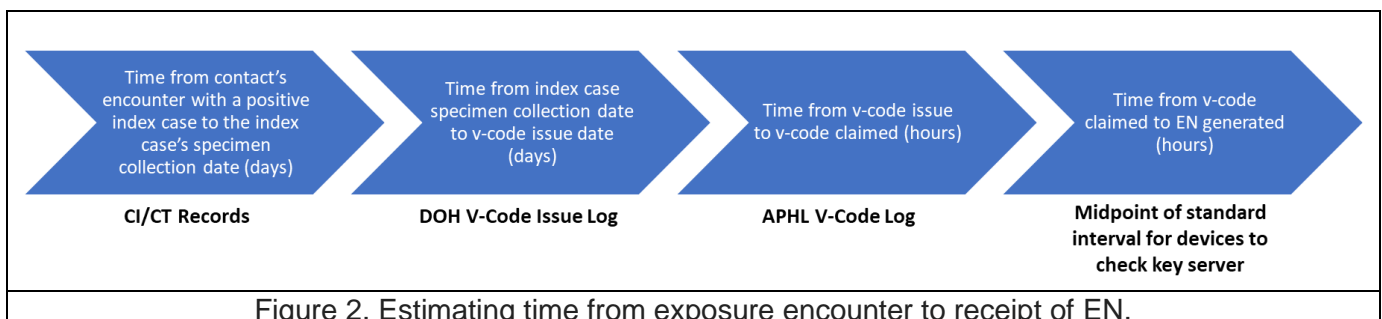 Time from contact's
encounter with a positive
index case to the index
case's specimen
collection date (days)
CI/CT Records
Time from index case
specimen collection date
to v-code issue date
(days)
DOH V-Code Issue Log
Time from v-code issue
to v-code claimed (hours)
APHL V-Code Log
Time from v-code
claimed to EN generated
(hours)
Midpoint of standard
interval for devices to
check key server
Figure 2. Estimating time from exposure encounter to receipt of EN.